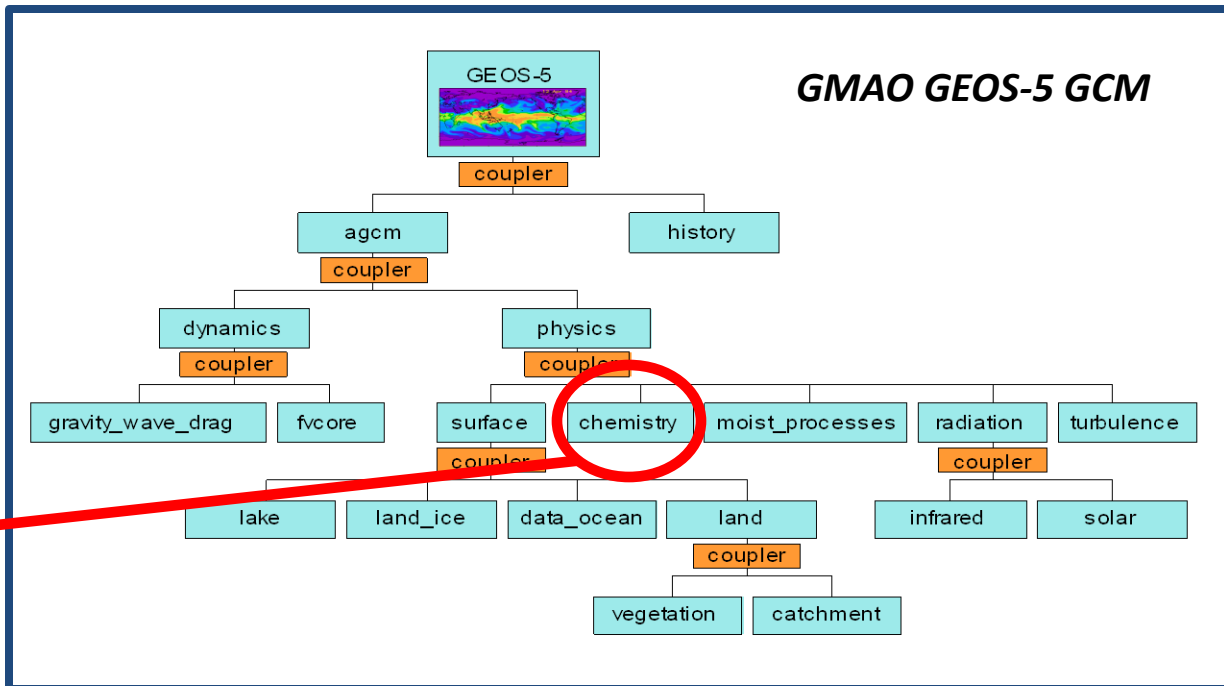 GMAO GEOS-5 GCM
GEOS-5
coupler
agcm
history
coupler
dynamics
physics
coupler
coupler
gravity_wave_drag
fvcore
surface
chemistry
moist_processes
radiation
turbulence
coupler
coupler
lake
land_ice
data_ocean
land
infrared
solar
coupler
vegetation
catchment